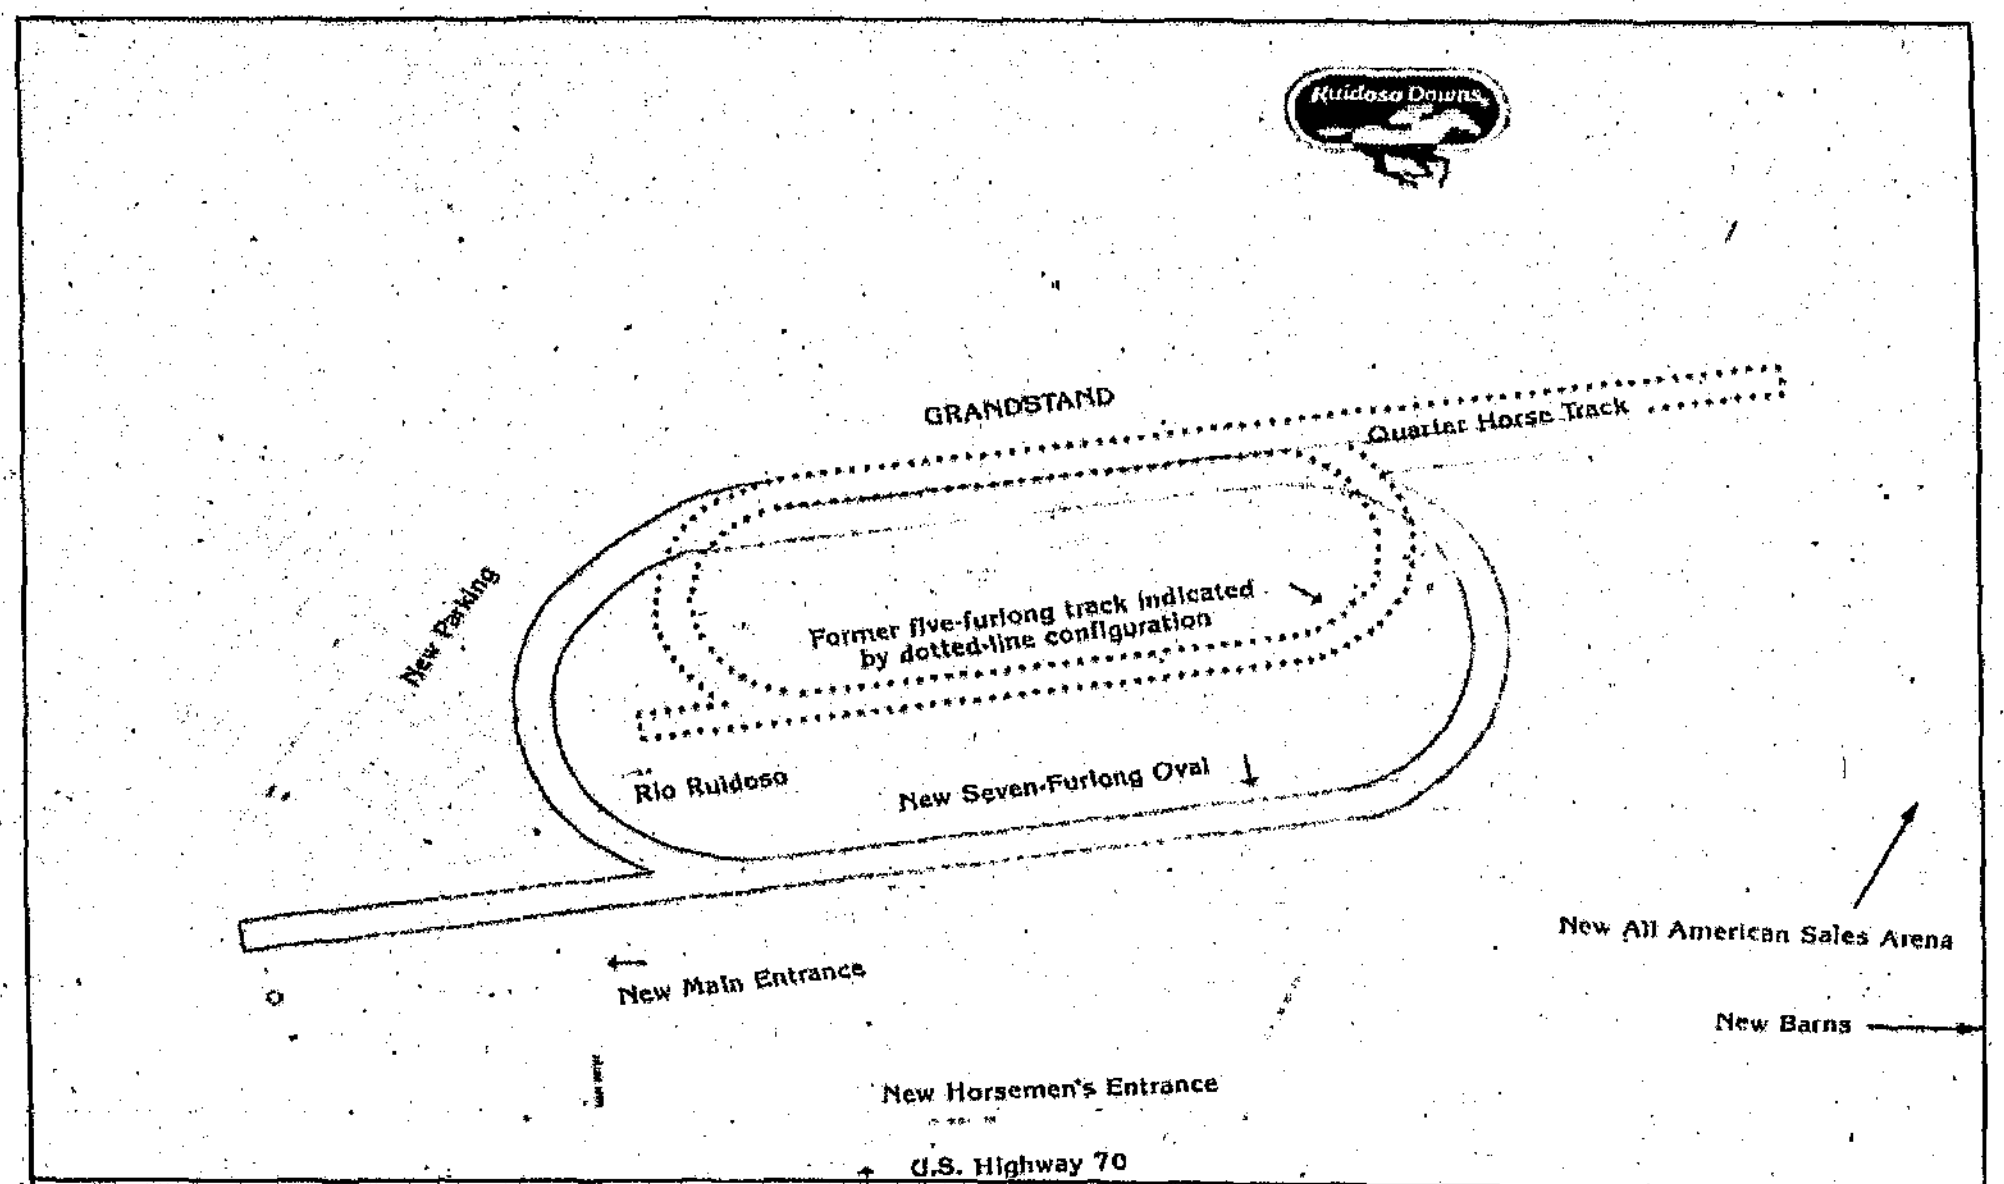 Ruidoso Downs
GRANDSTAND
Quarter Horse Track
New Parking
Former five-furlong track indicated
by dotted-line configuration
Rio Ruidoso
New Seven-Furlong Oval
New All American Sales Arena
New Main Entrance
New Barns
New Horsemen's Entrance
U.S. Highway 70